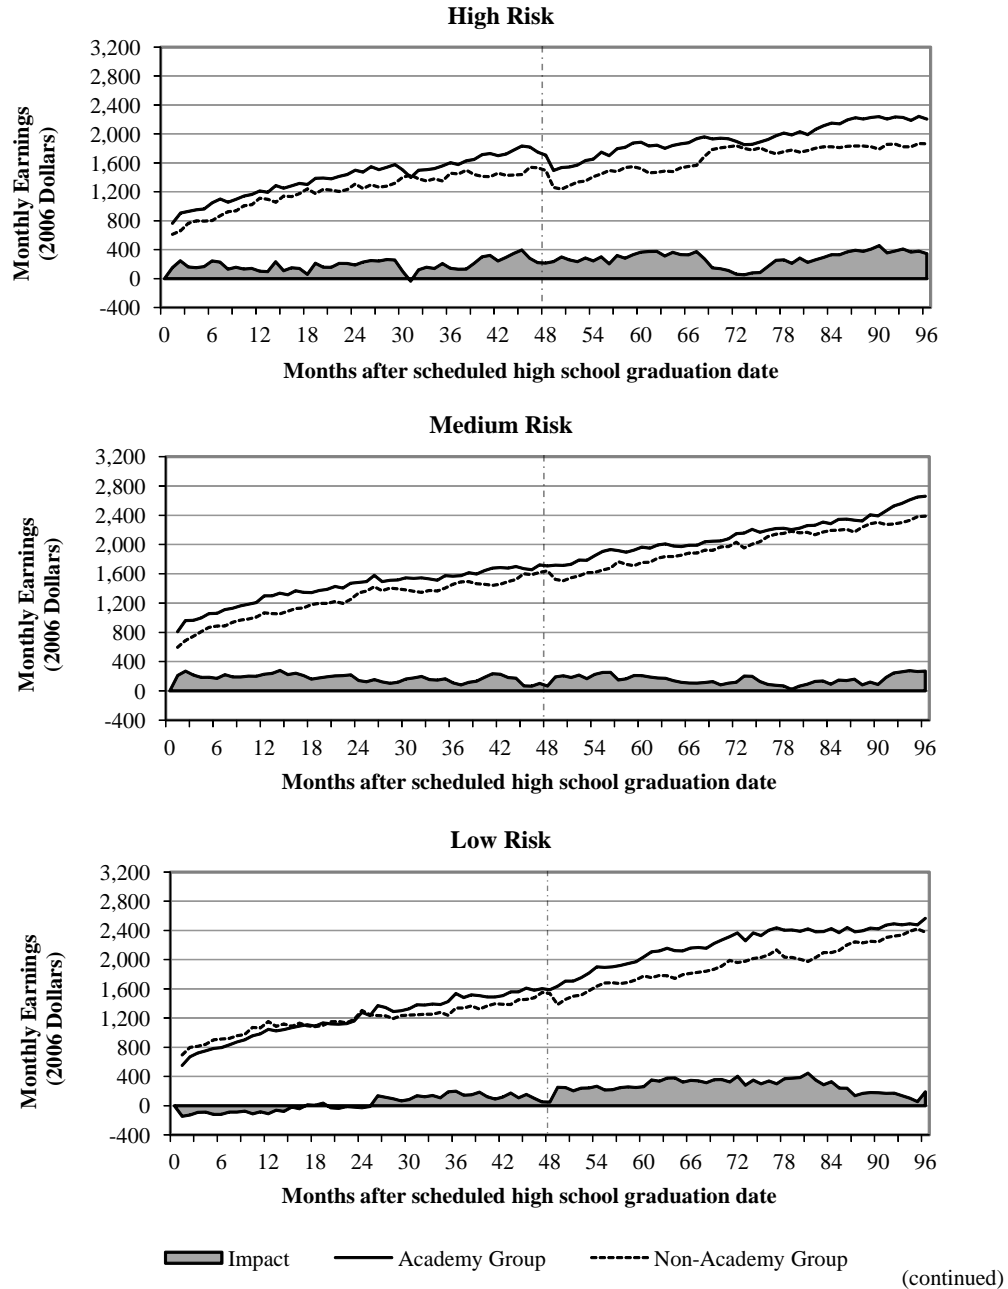 High Risk
3,200
2,800
2,400
2,000
1,600
1,200
800
400
0
-400
Monthly Earnings
(2006 Dollars)
0 6 12 18 24 30 36 42 48 54 60 66 72 78 84 90 96
Months after scheduled high school graduation date
Medium Risk
3,200
2,800
2,400
2,000
1,600
1,200
800
400
0
-400
Monthly Earnings
(2006 Dollars)
0 6 12 18 24 30 36 42 48 54 60 66 72 78 84 90 96
Months after scheduled high school graduation date
Low Risk
3,200
2,800
2,400
2,000
1,600
1,200
800
400
0
-400
Monthly Earnings
(2006 Dollars)
0 6 12 18 24 30 36 42 48 54 60 66 72 78 84 90 96
Months after scheduled high school graduation date
Impact Academy Group Non-Academy Group
(continued)